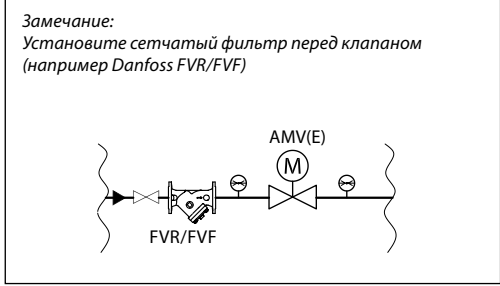 Замечание:
Установите сетчатый фильтр перед клапаном
(например Danfoss FVR/FVF)
AMV(E)
M
FVR/FVF